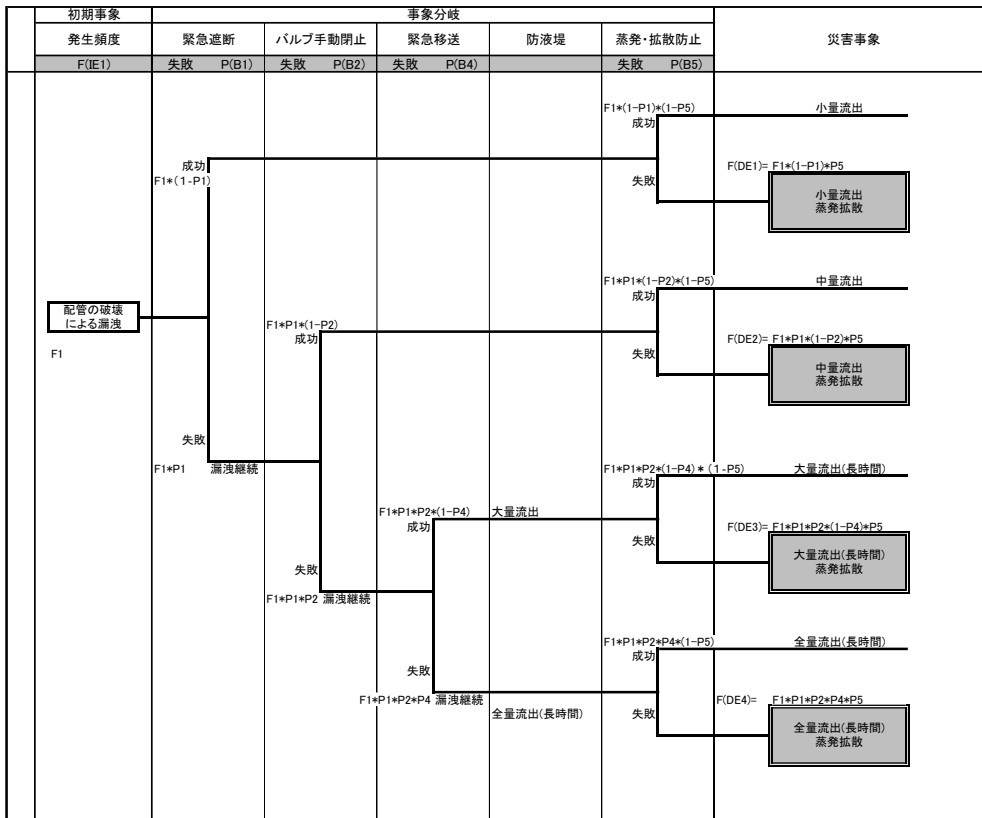 初期事象 事象分岐
発生頻度 緊急遮断 バルブ手動閉止 緊急移送 防液堤 蒸発・拡散防止 災害事象
F(IE1) 失敗 P(B1) 失敗 P(B2) 失敗 P(B4) 失敗 P(B5)
F1*(1-P1)*(1-P5) 小量流出
成功
成功 F(DE1)= F1*(1-P1)*P5
F1*(1-P1) 失敗
小量流出
蒸発拡散
F1*P1*(1-P2)*(1-P5) 中量流出
成功
配管の破壊
による漏洩
F1*P1*(1-P2)
成功 F(DE2)= F1*P1*(1-P2)*P5
F1 失敗
中量流出
蒸発拡散
失敗
F1*P1 漏洩継続 F1*P1*P2*(1-P4)*(1-P5) 大量流出(長時間)
成功
F1*P1*P2*(1-P4) 大量流出
成功 F(DE3)= F1*P1*P2*(1-P4)*P5
失敗
大量流出(長時間)
蒸発拡散
失敗
F1*P1*P2 漏洩継続
F1*P1*P2*P4*(1-P5) 全量流出(長時間)
成功
失敗
F1*P1*P2*P4 漏洩継続 F(DE4)= F1*P1*P2*P4*P5
全量流出(長時間) 失敗
全量流出(長時間)
蒸発拡散